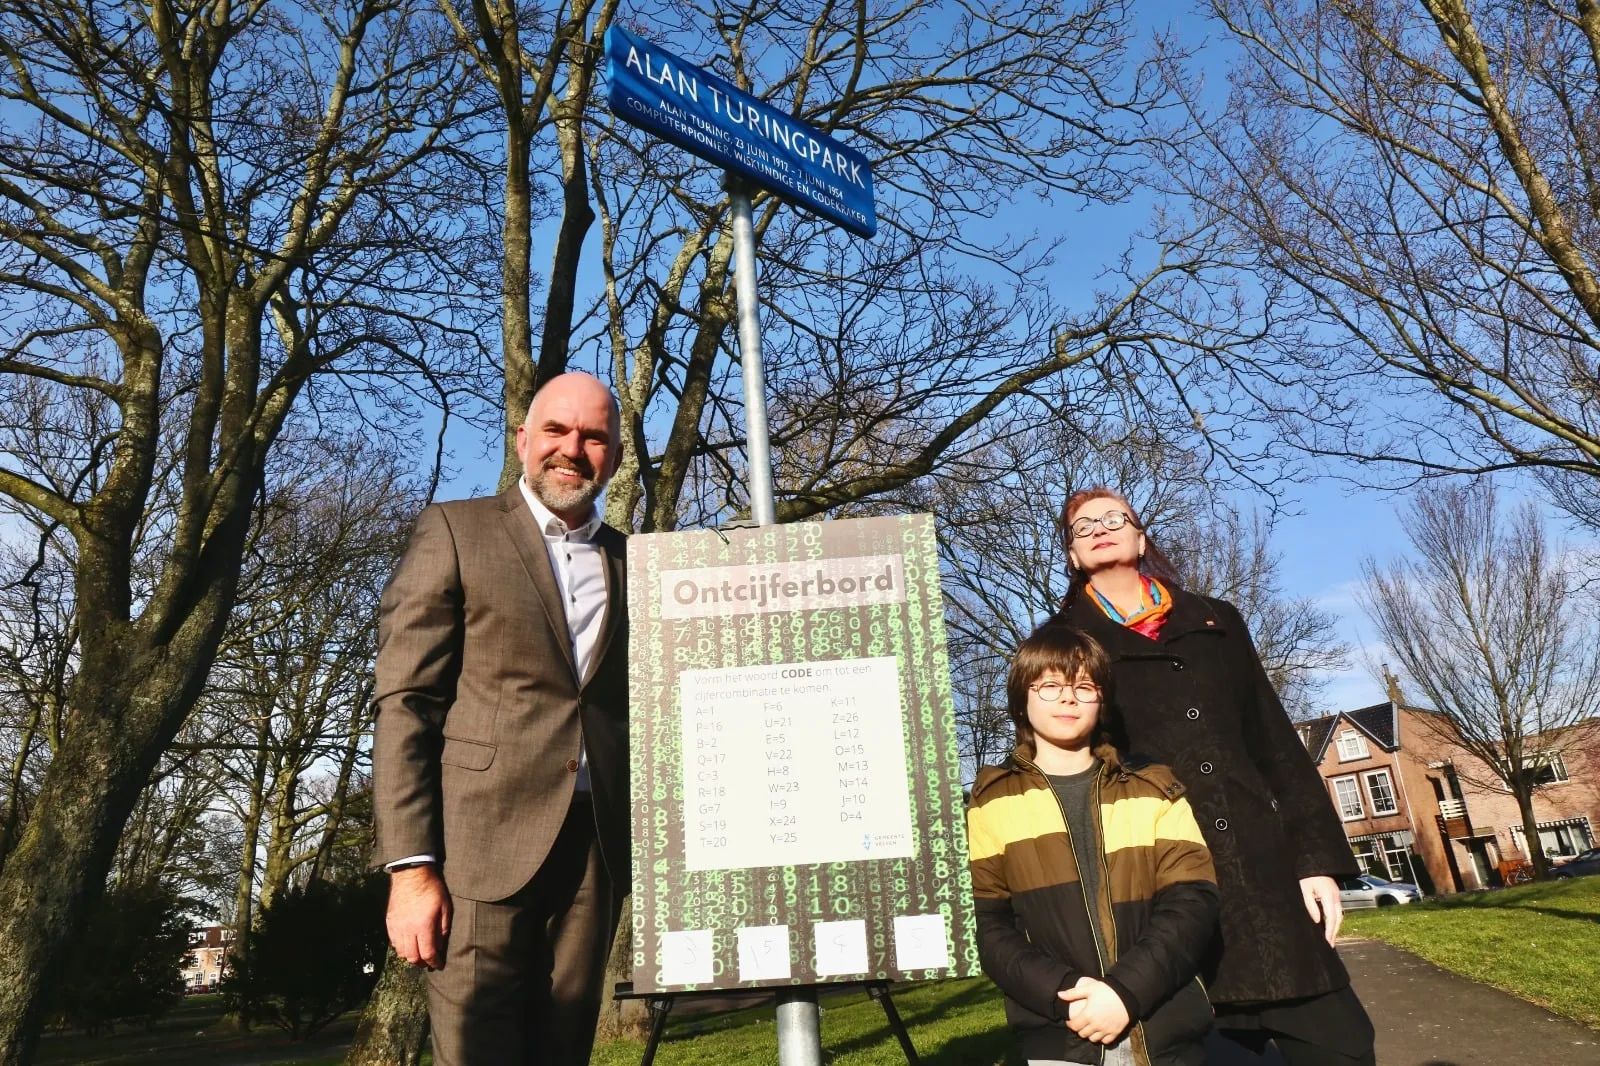 ALAN TURINGPARK
ALAN TURING, 23 JUNI 1912 - 7 JUNI 1954
COMPUTERPIONIER, WISKUNDIGE EN CODEKRAKER
Ontcijferbord
Vorm het woord CODE om tot een
cijfercombinatie te komen.
A=1 F=6 K=11
P=16 U=21 Z=26
B=2 E=5 L=12
Q=17 V=22 O=15
C=3 H=8 M=13
R=18 W=23 N=14
G=7 I=9 J=10
S=19 X=24 D=4
T=20 Y=25
GEMEENTE
VELSEN
3 15 4 5